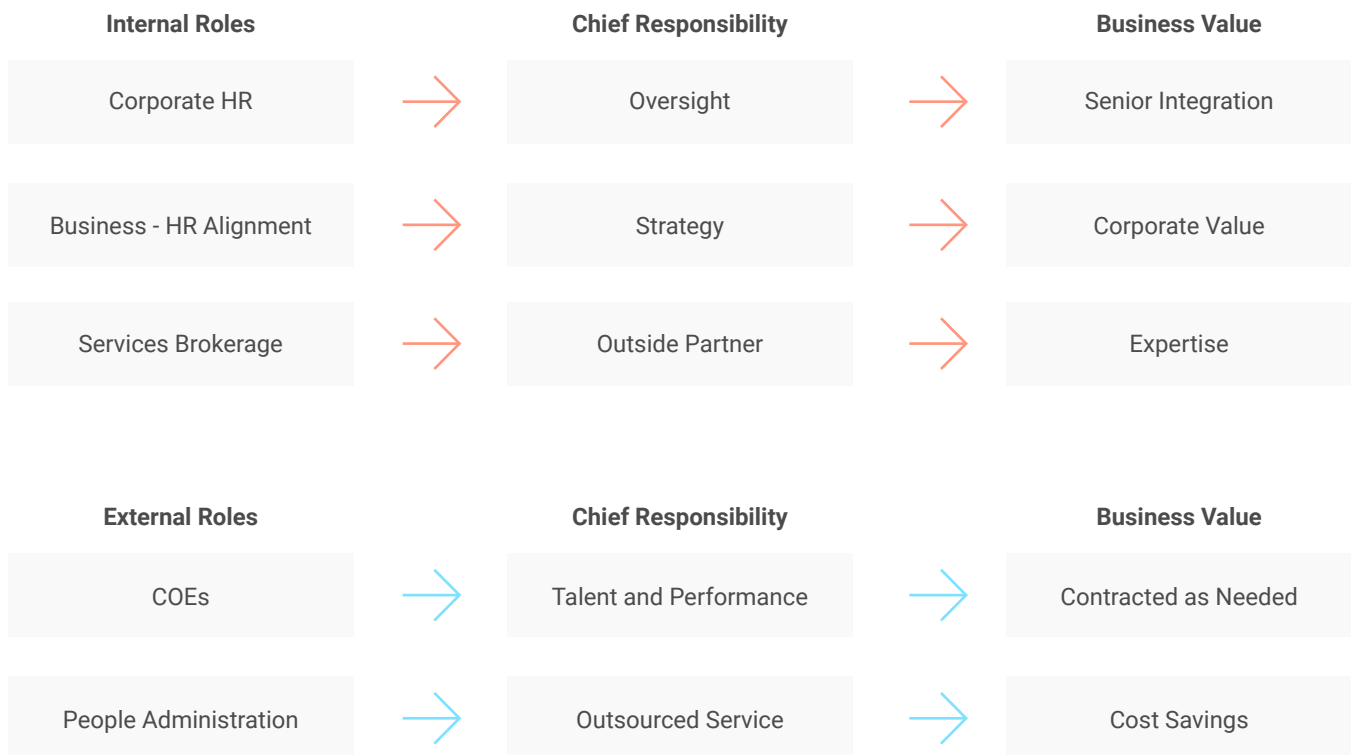 Internal Roles Chief Responsibility Business Value
Corporate HR Oversight Senior Integration
Business - HR Alignment Strategy Corporate Value
Services Brokerage Outside Partner Expertise
External Roles Chief Responsibility Business Value
COEs Talent and Performance Contracted as Needed
People Administration Outsourced Service Cost Savings